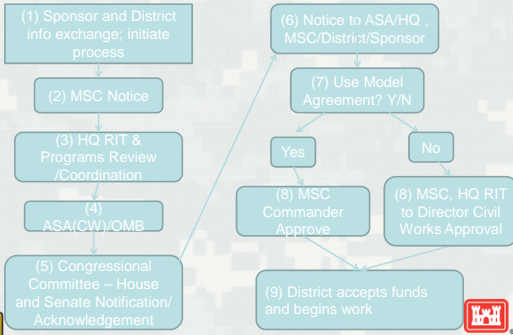 (1) Sponsor and District
info exchange; initiate
process
(2) MSC Notice
(3) HQ RIT &
Programs Review
/Coordination
(4)
ASA(CW)/OMB
(5) Congressional
Committee – House
and Senate Notification/
Acknowledgement
(6) Notice to ASA/HQ ,
MSC/District/Sponsor
(7) Use Model
Agreement? Y/N
Yes
No
(8) MSC
Commander
Approve
(8) MSC, HQ RIT
to Director Civil
Works Approval
(9) District accepts funds
and begins work